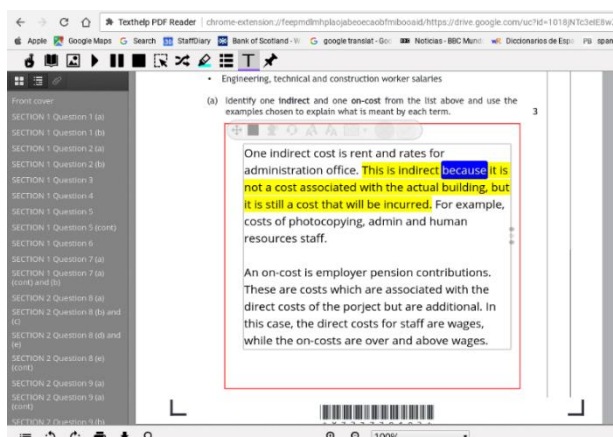 Texthelp PDF Reader | chrome-extension://feepmdlmhplaojabeoecaobfmibooaid/https://drive.google.com/uc?id=1018jNTc3eIE8w
Apple Google Maps Search StaffDiary Bank of Scotland - google translat - Noticias - BBC Mund Diccionarios de Esp span
Front cover
SECTION 1 Question 1 (a)
SECTION 1 Question 1 (b)
SECTION 1 Question 2 (a)
SECTION 1 Question 2 (b)
SECTION 1 Question 3
SECTION 1 Question 4
SECTION 1 Question 5
SECTION 1 Question 5 (cont)
SECTION 1 Question 6
SECTION 1 Question 7 (a)
SECTION 1 Question 7 (a)
(cont) and (b)
SECTION 2 Question 8 (a)
SECTION 2 Question 8 (b) and
(c)
SECTION 2 Question 8 (d) and
(e)
SECTION 2 Question 8 (e)
(cont)
SECTION 2 Question 9 (a)
SECTION 2 Question 9 (a)
(cont)
SECTION 2 Question 9 (b)
• Engineering, technical and construction worker salaries
(a) Identify one indirect and one on-cost from the list above and use the
examples chosen to explain what is meant by each term. 3
One indirect cost is rent and rates for
administration office. This is indirect because it is
not a cost associated with the actual building, but
it is still a cost that will be incurred. For example,
costs of photocopying, admin and human
resources staff.
An on-cost is employer pension contributions.
These are costs which are associated with the
direct costs of the porject but are additional. In
this case, the direct costs for staff are wages,
while the on-costs are over and above wages.
100%